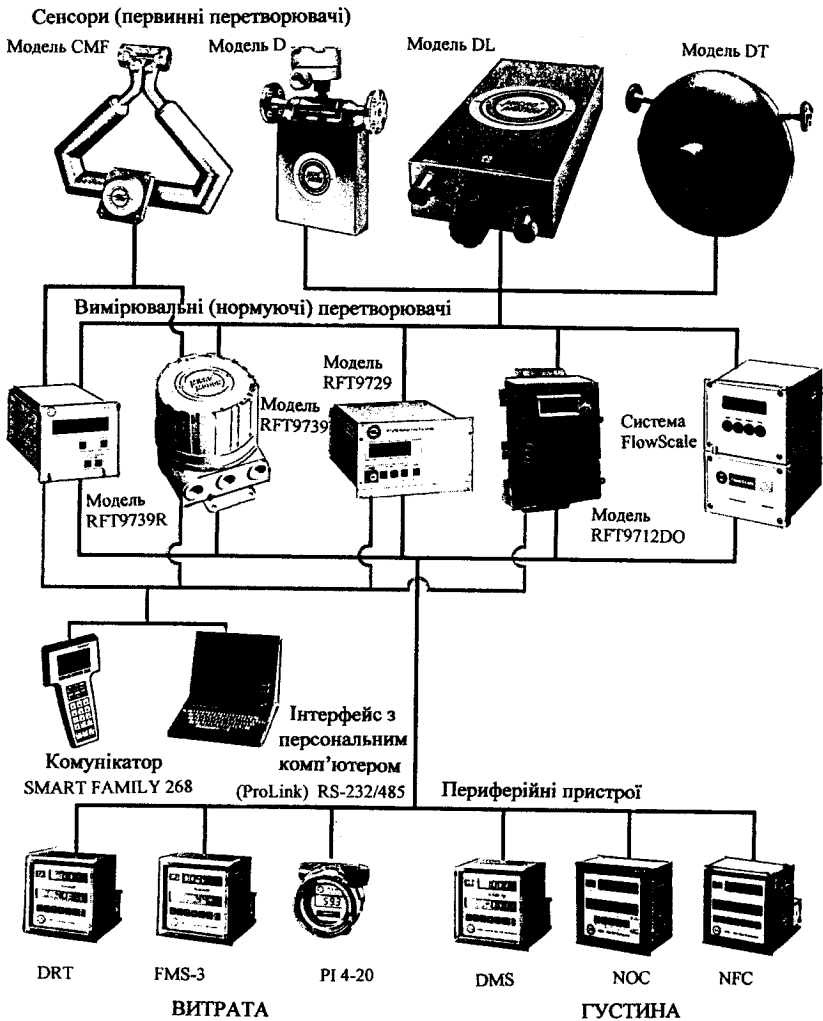 Сенсори (первинні перетворювачі)
Модель CMF
Модель D
Модель DL
Модель DT
Вимірювальні (нормуючі) перетворювачі
Модель
RFT9739R
Модель
RFT9739
Модель
RFT9729
Модель
RFT9712DO
Система
FlowScale
Комунікатор
SMART FAMILY 268
Інтерфейс з
персональним
комп’ютером
(ProLink) RS-232/485
Периферійні пристрої
DRT
FMS-3
PI 4-20
DMS
NOC
NFC
ВИТРАТА
ГУСТИНА